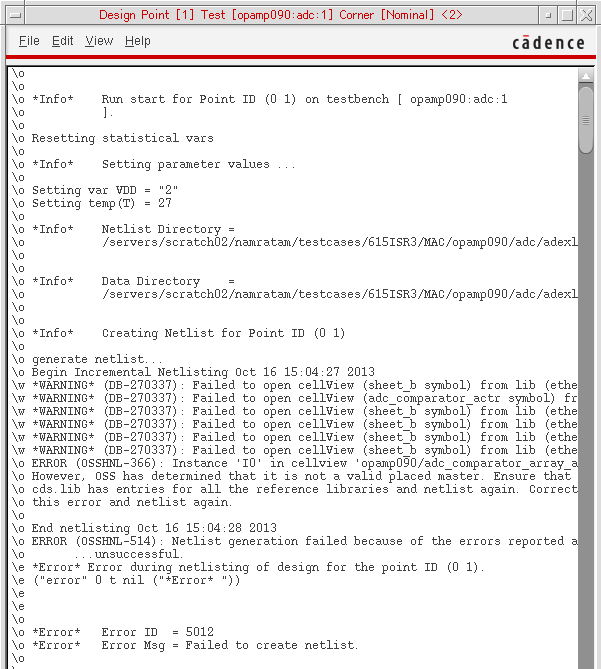 Design Point [1] Test [opamp090:adc:1] Corner [Nominal] <2>
File Edit View Help
cādence
\o
\o
\o *Info*    Run start for Point ID (0 1) on testbench [ opamp090:adc:1
\o           ].
\o
\o Resetting statistical vars
\o
\o *Info*    Setting parameter values ...
\o
\o Setting var VDD = "2"
\o Setting temp(T) = 27
\o
\o *Info*    Netlist Directory =
\o           /servers/scratch02/namratam/testcases/615ISR3/MAC/opamp090/adc/adexl
\o
\o
\o *Info*    Data Directory    =
\o           /servers/scratch02/namratam/testcases/615ISR3/MAC/opamp090/adc/adexl
\o
\o
\o *Info*    Creating Netlist for Point ID (0 1)
\o
\o generate netlist...
\o Begin Incremental Netlisting Oct 16 15:04:27 2013
\w *WARNING* (DB-270337): Failed to open cellView (sheet_b symbol) from lib (ethe
\w *WARNING* (DB-270337): Failed to open cellView (adc_comparator_actr symbol) fr
\w *WARNING* (DB-270337): Failed to open cellView (sheet_b symbol) from lib (ethe
\w *WARNING* (DB-270337): Failed to open cellView (sheet_b symbol) from lib (ethe
\w *WARNING* (DB-270337): Failed to open cellView (sheet_b symbol) from lib (ethe
\w *WARNING* (DB-270337): Failed to open cellView (sheet_b symbol) from lib (ethe
\o ERROR (OSSHNL-366): Instance 'I0' in cellview 'opamp090/adc_comparator_array_a
\o However, OSS has determined that it is not a valid placed master. Ensure that
\o cds.lib has entries for all the reference libraries and netlist again. Correct
\o this error and netlist again.
\o
\o End netlisting Oct 16 15:04:28 2013
\o ERROR (OSSHNL-514): Netlist generation failed because of the errors reported a
\o       ...unsuccessful.
\e *Error* Error during netlisting of design for the point ID (0 1).
\e ("error" 0 t nil ("*Error* "))
\e
\e
\e
\o *Error*   Error ID  = 5012
\o *Error*   Error Msg = Failed to create netlist.
\o